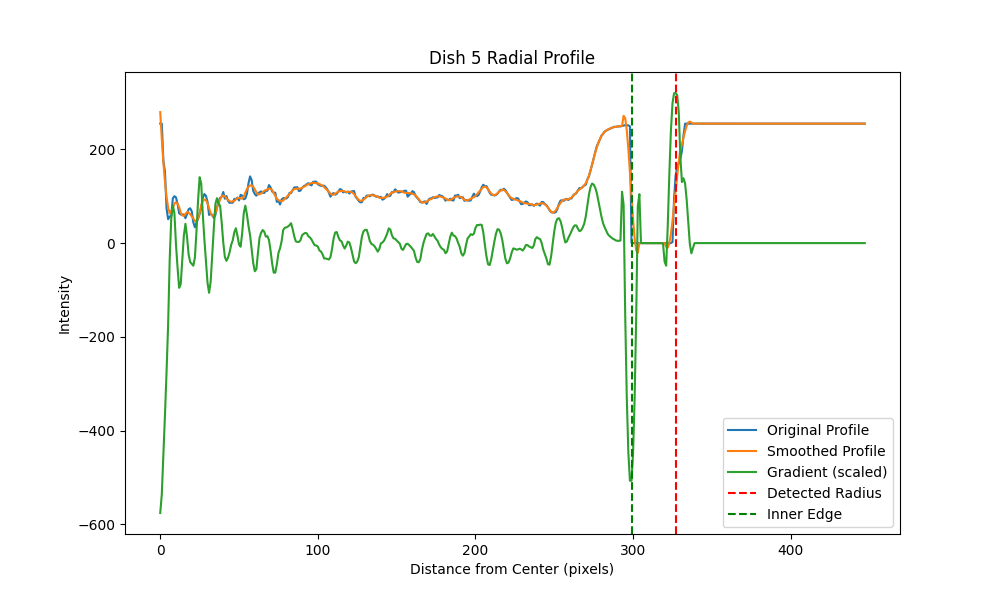 Dish 5 Radial Profile
Intensity
200
0
−200
−400
−600
0 100 200 300 400
Distance from Center (pixels)
Original Profile
Smoothed Profile
Gradient (scaled)
Detected Radius
Inner Edge